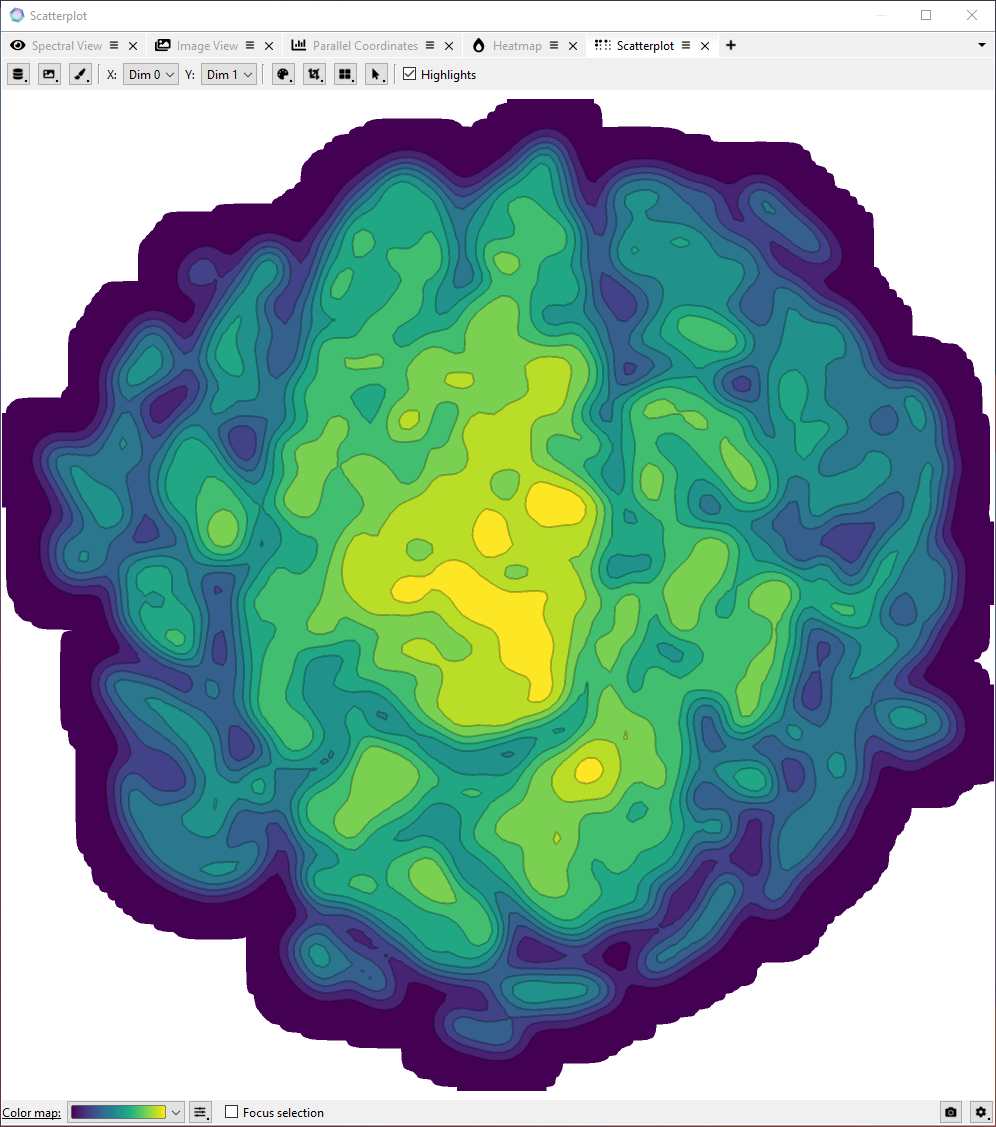 Scatterplot
Spectral View Image View Parallel Coordinates Heatmap Scatterplot
X: Dim 0 Y: Dim 1 Highlights
Color map: Focus selection